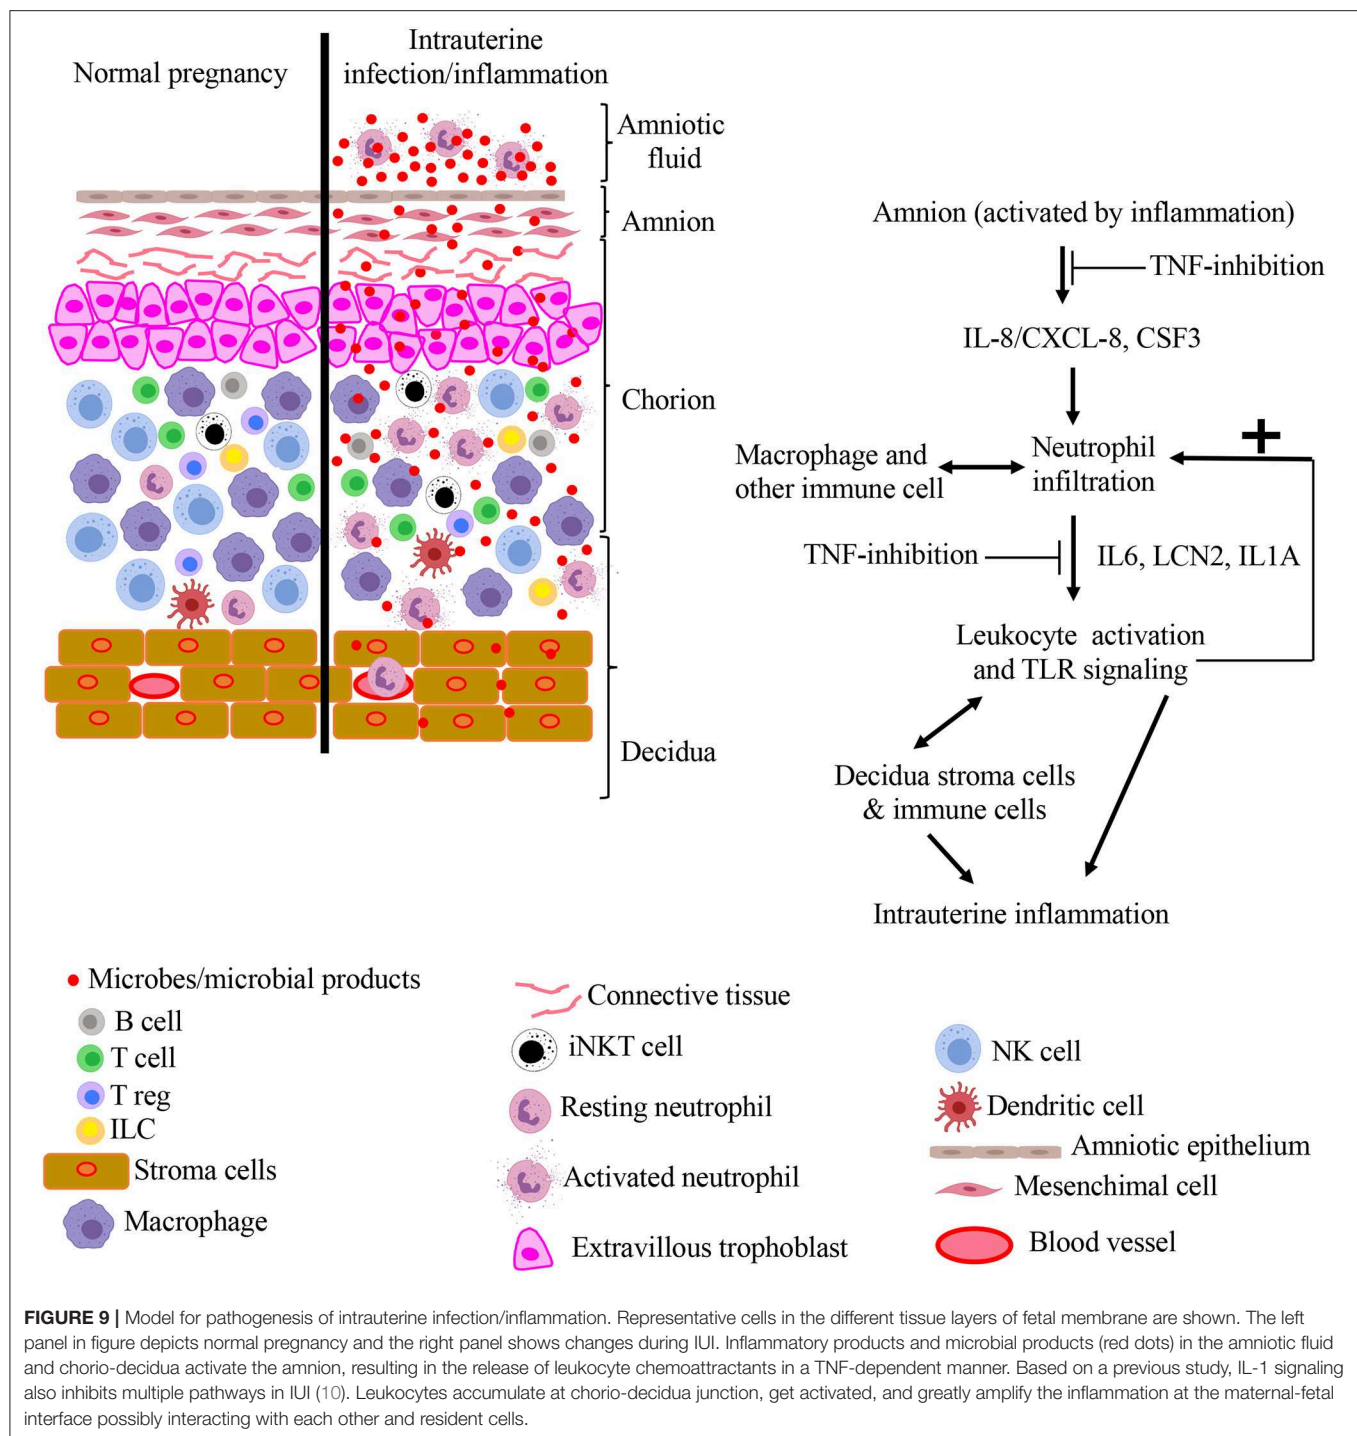 Normal pregnancy
Intrauterine
infection/inflammation
Amniotic
fluid
Amnion
Chorion
Decidua
Amnion (activated by inflammation)
TNF-inhibition
IL-8/CXCL-8, CSF3
+
Macrophage and
other immune cell
Neutrophil
infiltration
TNF-inhibition
IL6, LCN2, IL1A
Leukocyte activation
and TLR signaling
Decidua stroma cells
& immune cells
Intrauterine inflammation
Microbes/microbial products
B cell
T cell
T reg
ILC
Stroma cells
Macrophage
Connective tissue
iNKT cell
Resting neutrophil
Activated neutrophil
Extravillous trophoblast
NK cell
Dendritic cell
Amniotic epithelium
Mesenchimal cell
Blood vessel
FIGURE 9 | Model for pathogenesis of intrauterine infection/inflammation. Representative cells in the different tissue layers of fetal membrane are shown. The left
panel in figure depicts normal pregnancy and the right panel shows changes during IUI. Inflammatory products and microbial products (red dots) in the amniotic fluid
and chorio-decidua activate the amnion, resulting in the release of leukocyte chemoattractants in a TNF-dependent manner. Based on a previous study, IL-1 signaling
also inhibits multiple pathways in IUI (10). Leukocytes accumulate at chorio-decidua junction, get activated, and greatly amplify the inflammation at the maternal-fetal
interface possibly interacting with each other and resident cells.